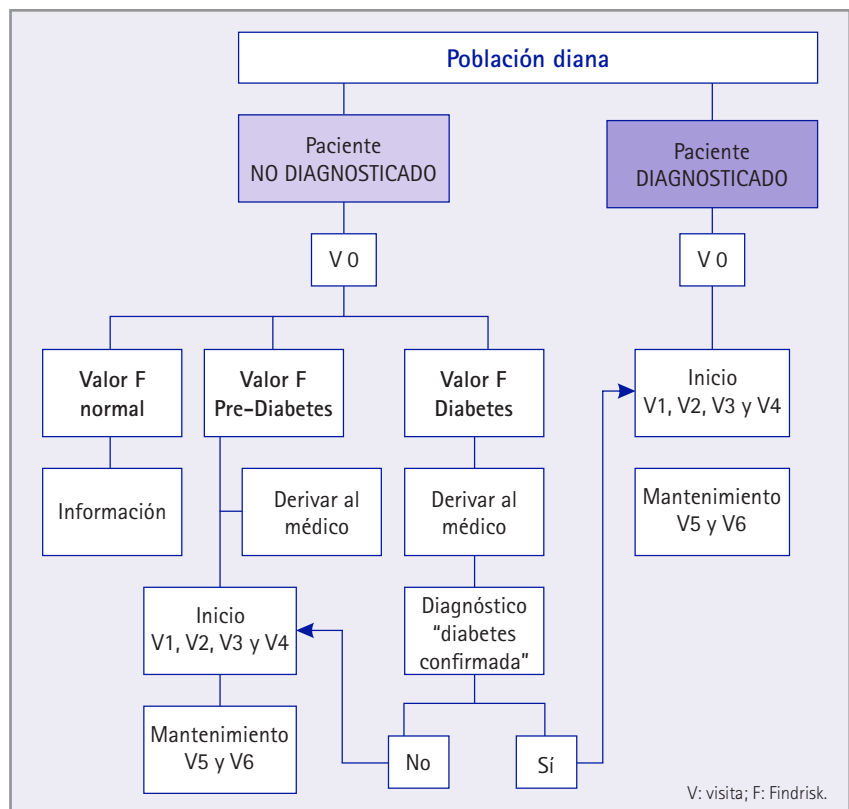 Población diana
Paciente
NO DIAGNOSTICADO
Paciente
DIAGNOSTICADO
V 0
V 0
Valor F
normal
Valor F
Pre-Diabetes
Valor F
Diabetes
Inicio
V1, V2, V3 y V4
Información
Derivar al
médico
Derivar al
médico
Mantenimiento
V5 y V6
Inicio
V1, V2, V3 y V4
Diagnóstico
"diabetes
confirmada"
Mantenimiento
V5 y V6
No
Sí
V: visita; F: Findrisk.